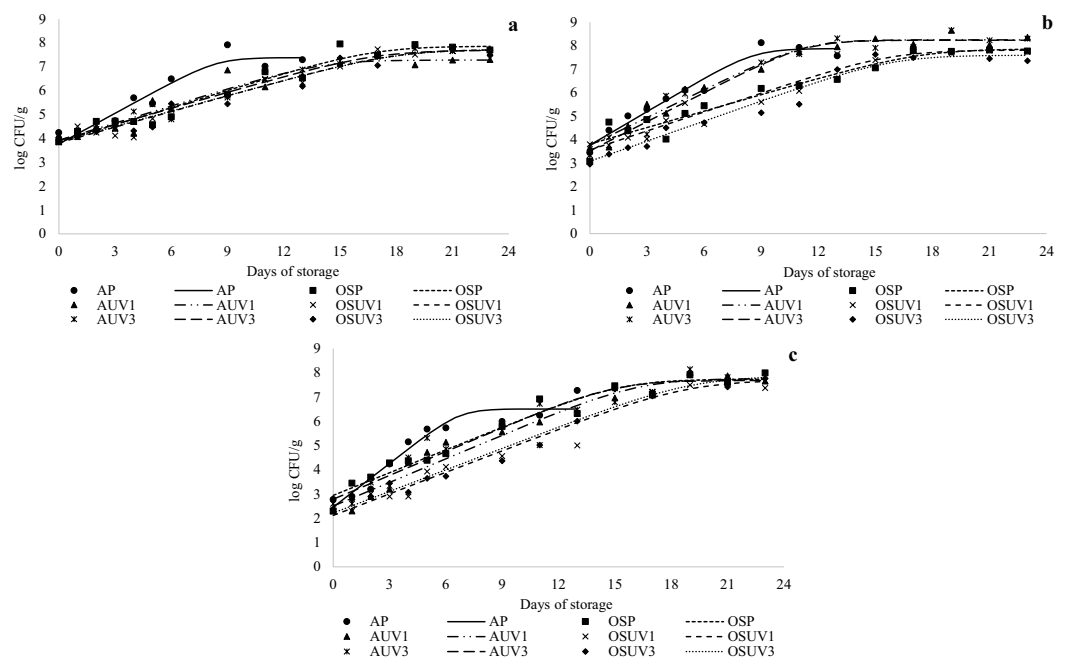 a
log CFU/g
9
8
7
6
5
4
3
2
1
0
0 3 6 9 12 15 18 21 24
Days of storage
AP AP OSP OSP
AUV1 AUV1 OSUV1 OSUV1
AUV3 AUV3 OSUV3 OSUV3
b
log CFU/g
9
8
7
6
5
4
3
2
1
0
0 3 6 9 12 15 18 21 24
Days of storage
AP AP OSP OSP
AUV1 AUV1 OSUV1 OSUV1
AUV3 AUV3 OSUV3 OSUV3
c
log CFU/g
9
8
7
6
5
4
3
2
1
0
0 3 6 9 12 15 18 21 24
Days of storage
AP AP OSP OSP
AUV1 AUV1 OSUV1 OSUV1
AUV3 AUV3 OSUV3 OSUV3